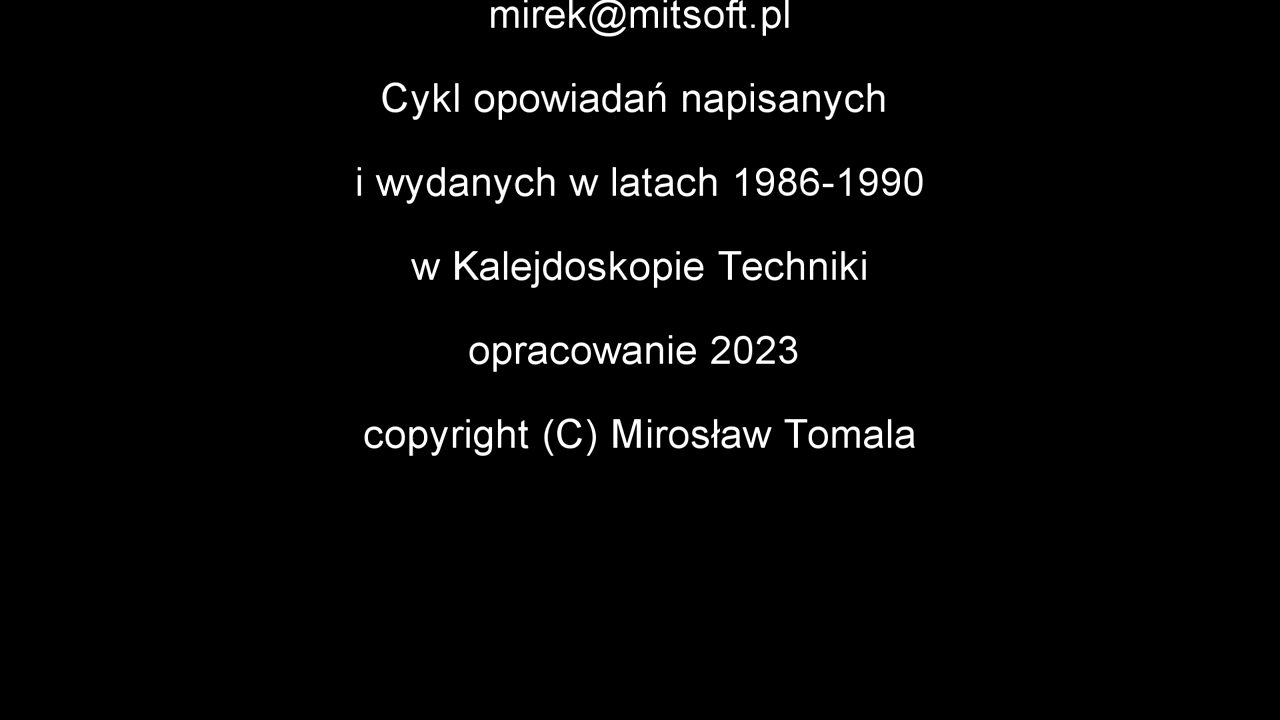 mirek@mitsoft.pl
Cykl opowiadań napisanych
i wydanych w latach 1986-1990
w Kalejdoskopie Techniki
opracowanie 2023
copyright (C) Mirosław Tomala